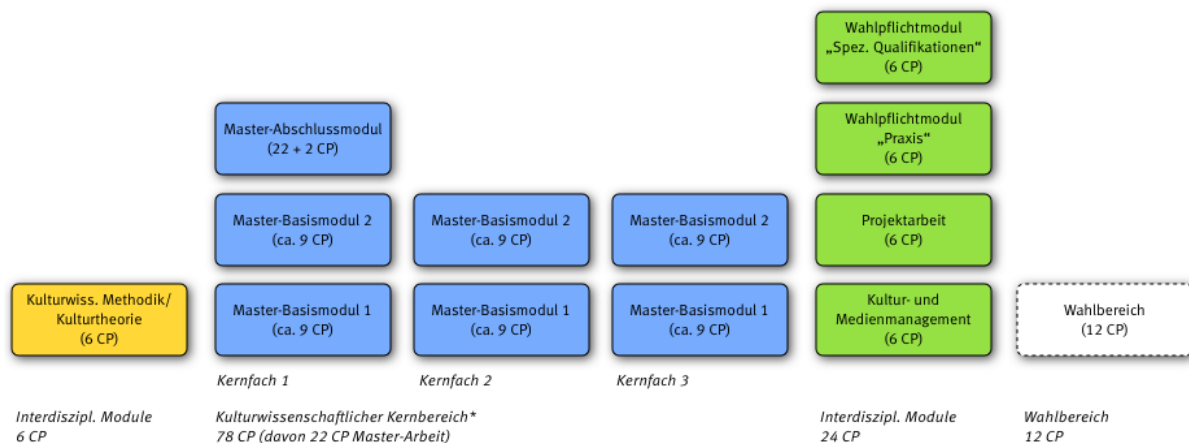 Wahlpflichtmodul
„Spez. Qualifikationen“
(6 CP)
Master-Abschlussmodul
(22 + 2 CP)
Wahlpflichtmodul
„Praxis“
(6 CP)
Master-Basismodul 2
(ca. 9 CP)
Master-Basismodul 2
(ca. 9 CP)
Master-Basismodul 2
(ca. 9 CP)
Projektarbeit
(6 CP)
Kulturwiss. Methodik/
Kulturtheorie
(6 CP)
Master-Basismodul 1
(ca. 9 CP)
Master-Basismodul 1
(ca. 9 CP)
Master-Basismodul 1
(ca. 9 CP)
Kultur- und
Medienmanagement
(6 CP)
Wahlbereich
(12 CP)
Kernfach 1
Kernfach 2
Kernfach 3
Interdiszipl. Module
6 CP
Kulturwissenschaftlicher Kernbereich*
78 CP (davon 22 CP Master-Arbeit)
Interdiszipl. Module
24 CP
Wahlbereich
12 CP